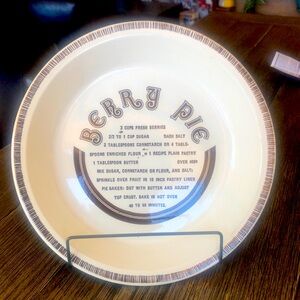 BERRY PIE
3 CUPS FRESH BERRIES
2/3 TO 1 CUP SUGAR DASH SALT
2 TABLESPOONS CORNSTARCH OR 4 TABLE-
SPOONS ENRICHED FLOUR 1 RECIPE PLAIN PASTRY
1 TABLESPOON BUTTER OVEN 400
MIX SUGAR, CORNSTARCH OR FLOUR, AND SALT;
SPRINKLE OVER FRUIT IN 10 INCH PASTRY LINED
PIE BAKER; DOT WITH BUTTER AND ADJUST
TOP CRUST. BAKE IN HOT OVEN
40 TO 50 MINUTES.